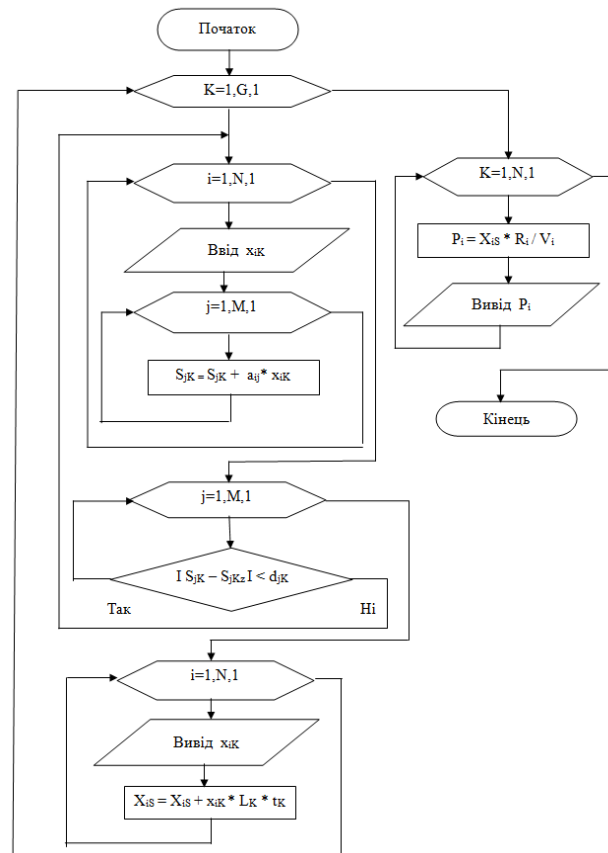 Початок
K=1,G,1
i=1,N,1
Ввід xiK
j=1,M,1
SjK = SjK + aij* xiK
j=1,M,1
I SjK – SjKz I < djK
Так
Ні
i=1,N,1
Вивід xiK
XiS = XiS + xiK * LK * tK
K=1,N,1
Pi = XiS * Ri / Vi
Вивід Pi
Кінець